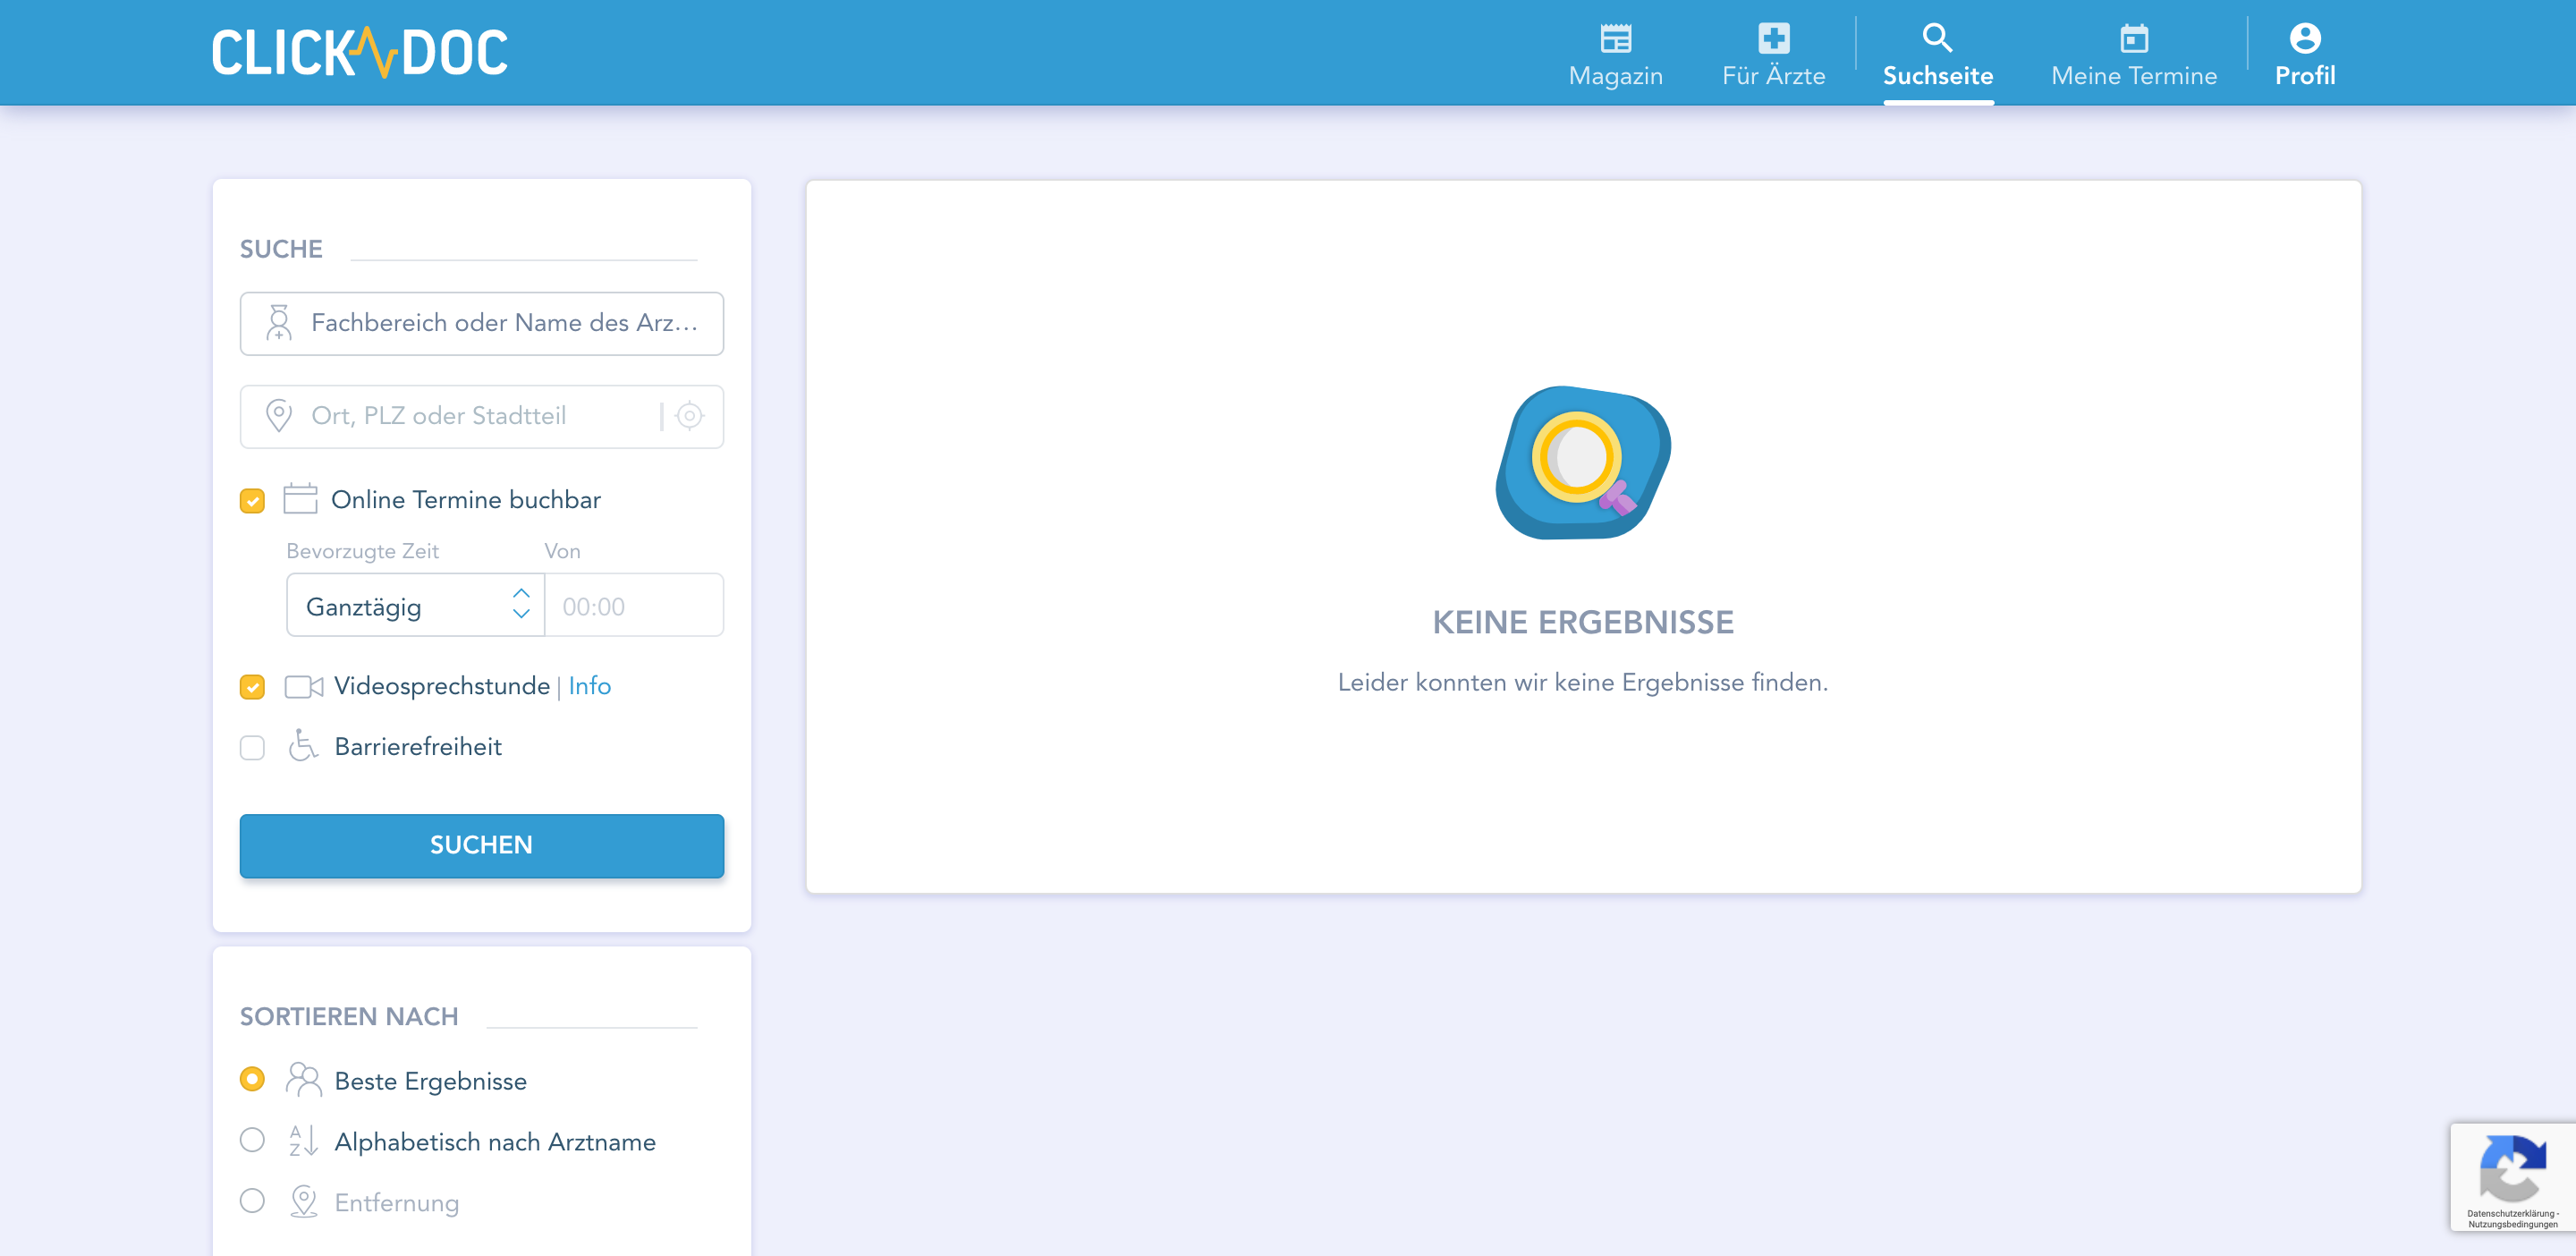 CLICKDOC
Magazin
Für Ärzte
Suchseite
Meine Termine
Profil
SUCHE
Fachbereich oder Name des Arz...
Ort, PLZ oder Stadtteil
Online Termine buchbar
Bevorzugte Zeit Von
Ganztägig 00:00
Videosprechstunde | Info
Barrierefreiheit
SUCHEN
KEINE ERGEBNISSE
Leider konnten wir keine Ergebnisse finden.
SORTIEREN NACH
Beste Ergebnisse
AZ Alphabetisch nach Arztname
Entfernung
Datenschutzerklärung -
Nutzungsbedingungen